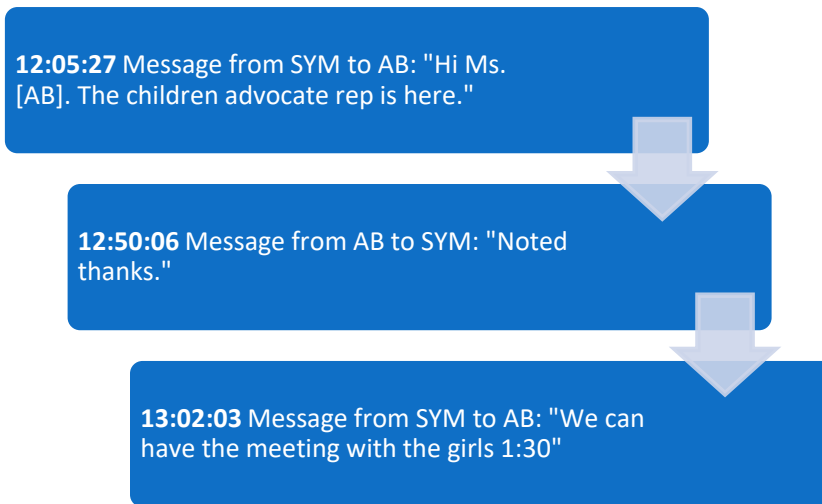 12:05:27 Message from SYM to AB: "Hi Ms.
[AB]. The children advocate rep is here."
12:50:06 Message from AB to SYM: "Noted
thanks."
13:02:03 Message from SYM to AB: "We can
have the meeting with the girls 1:30"